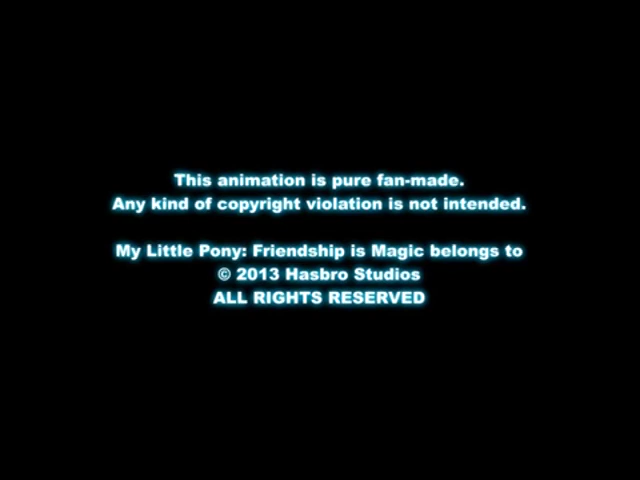 This animation is pure fan-made.
Any kind of copyright violation is not intended.
My Little Pony: Friendship is Magic belongs to
© 2013 Hasbro Studios
ALL RIGHTS RESERVED